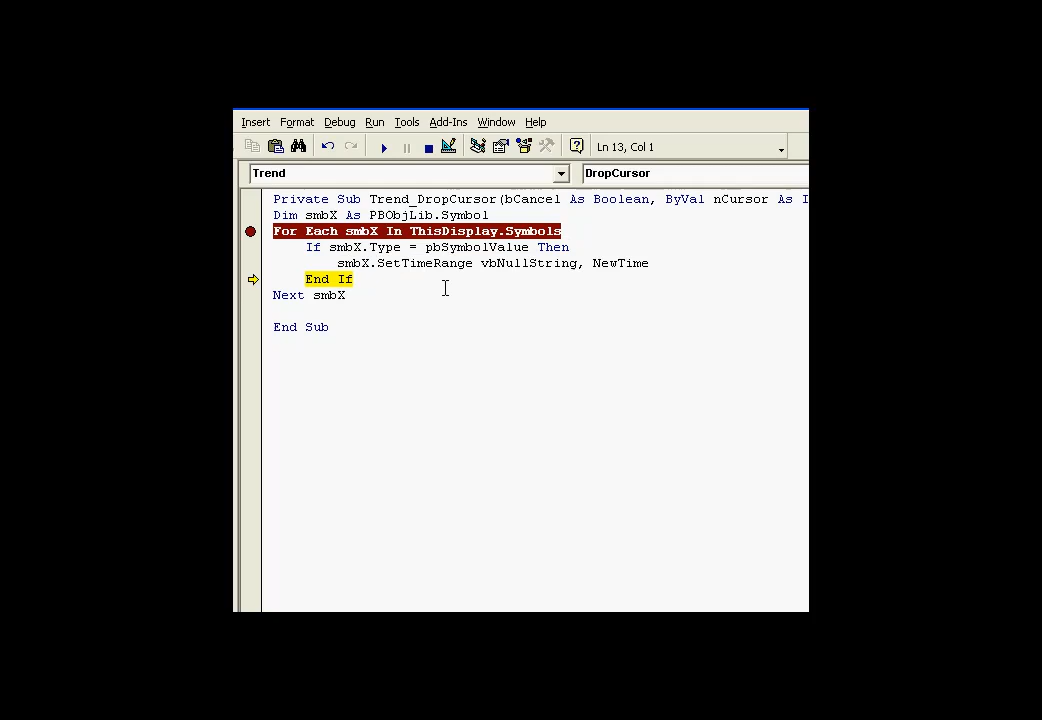 Insert Format Debug Run Tools Add-Ins Window Help
Ln 13, Col 1
Trend DropCursor
Private Sub Trend_DropCursor(bCancel As Boolean, ByVal nCursor As I
Dim smbX As PBObjLib.Symbol
For Each smbX In ThisDisplay.Symbols
If smbX.Type = pbSymbolValue Then
smbX.SetTimeRange vbNullString, NewTime
End If
Next smbX
End Sub